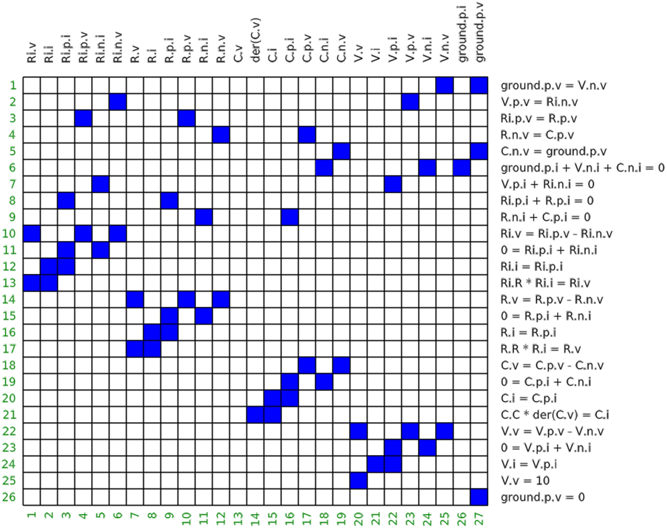 Ri.v
Ri.i
Ri.p.i
Ri.p.v
Ri.n.i
Ri.n.v
R.v
R.i
R.p.i
R.p.v
R.n.i
R.n.v
C.v
der(C.v)
C.i
C.p.i
C.p.v
C.n.i
C.n.v
V.v
V.i
V.p.i
V.p.v
V.n.i
V.n.v
ground.p.i
ground.p.v
1 ground.p.v = V.n.v
2 V.p.v = Ri.n.v
3 Ri.p.v = R.p.v
4 R.n.v = C.p.v
5 C.n.v = ground.p.v
6 ground.p.i + V.n.i + C.n.i = 0
7 V.p.i + Ri.n.i = 0
8 Ri.p.i + R.p.i = 0
9 R.n.i + C.p.i = 0
10 Ri.v = Ri.p.v - Ri.n.v
11 0 = Ri.p.i + Ri.n.i
12 Ri.i = Ri.p.i
13 Ri.R * Ri.i = Ri.v
14 R.v = R.p.v - R.n.v
15 0 = R.p.i + R.n.i
16 R.i = R.p.i
17 R.R * R.i = R.v
18 C.v = C.p.v - C.n.v
19 0 = C.p.i + C.n.i
20 C.i = C.p.i
21 C.C * der(C.v) = C.i
22 V.v = V.p.v - V.n.v
23 0 = V.p.i + V.n.i
24 V.i = V.p.i
25 V.v = 10
26 ground.p.v = 0
1 2 3 4 5 6 7 8 9 10 11 12 13 14 15 16 17 18 19 20 21 22 23 24 25 26 27